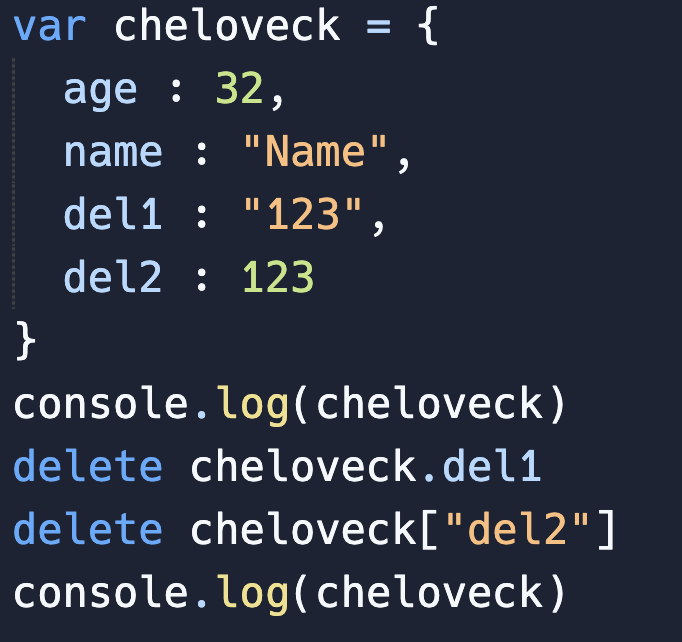 var cheloveck = {
  age : 32,
  name : "Name",
  del1 : "123",
  del2 : 123
}
console.log(cheloveck)
delete cheloveck.del1
delete cheloveck["del2"]
console.log(cheloveck)